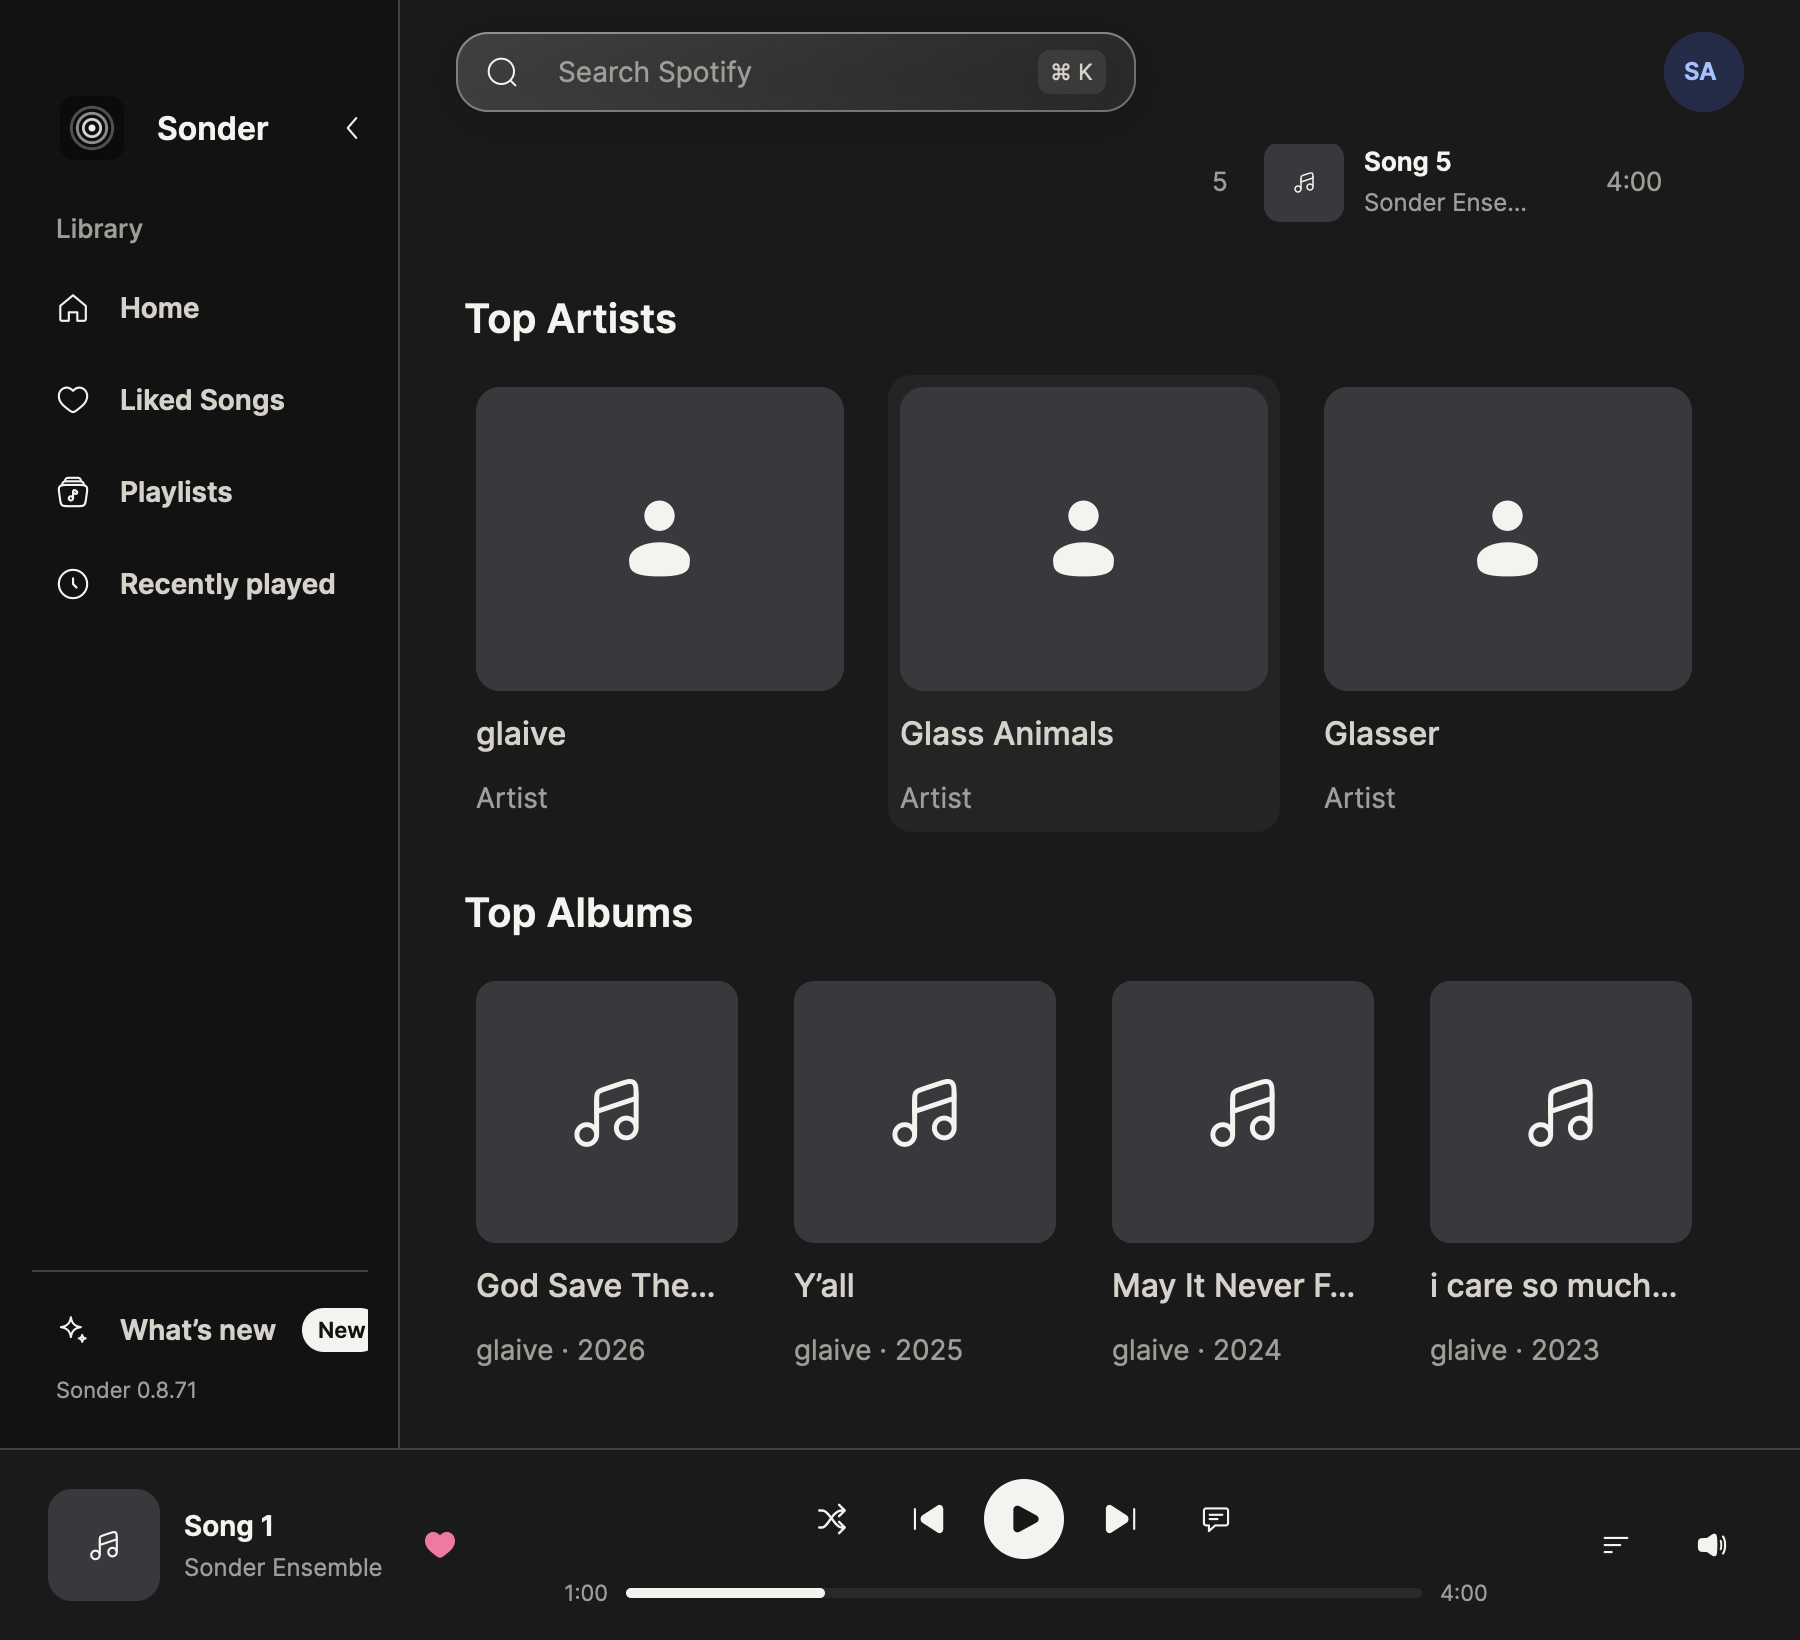 Sonder
Library
Home
Liked Songs
Playlists
Recently played
What's new New
Sonder 0.8.71
Search Spotify ⌘ K
SA
5 Song 5 4:00
Sonder Ense...
Top Artists
glaive
Artist
Glass Animals
Artist
Glasser
Artist
Top Albums
God Save The...
glaive · 2026
Y’all
glaive · 2025
May It Never F...
glaive · 2024
i care so much...
glaive · 2023
Song 1
Sonder Ensemble
1:00 4:00